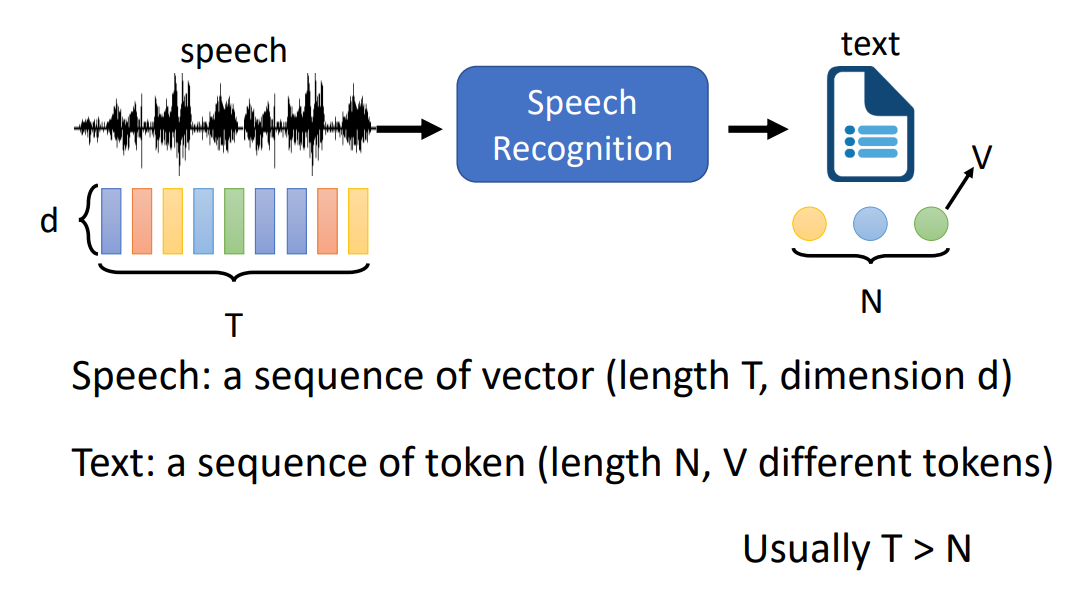 speech
text
Speech
Recognition
V
d
T
N
Speech: a sequence of vector (length T, dimension d)
Text: a sequence of token (length N, V different tokens)
Usually T > N